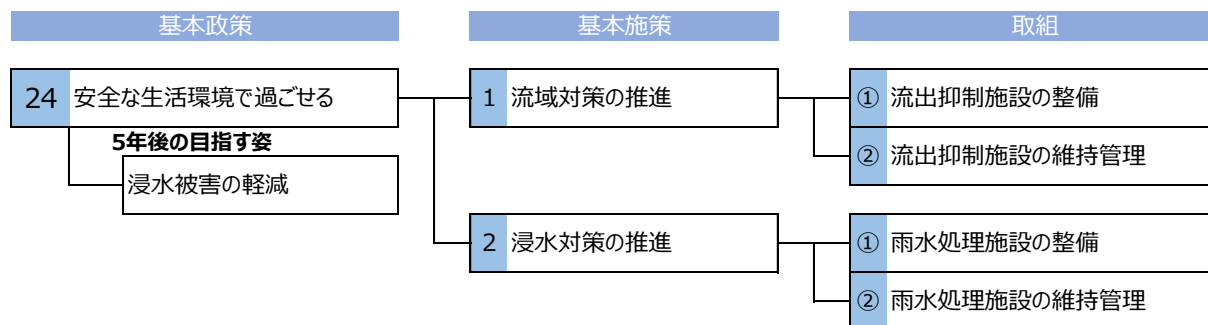 基本政策
基本施策
取組
24 安全な生活環境で過ごせる
1 流域対策の推進
① 流出抑制施設の整備
5年後の目指す姿
② 流出抑制施設の維持管理
浸水被害の軽減
2 浸水対策の推進
① 雨水処理施設の整備
② 雨水処理施設の維持管理